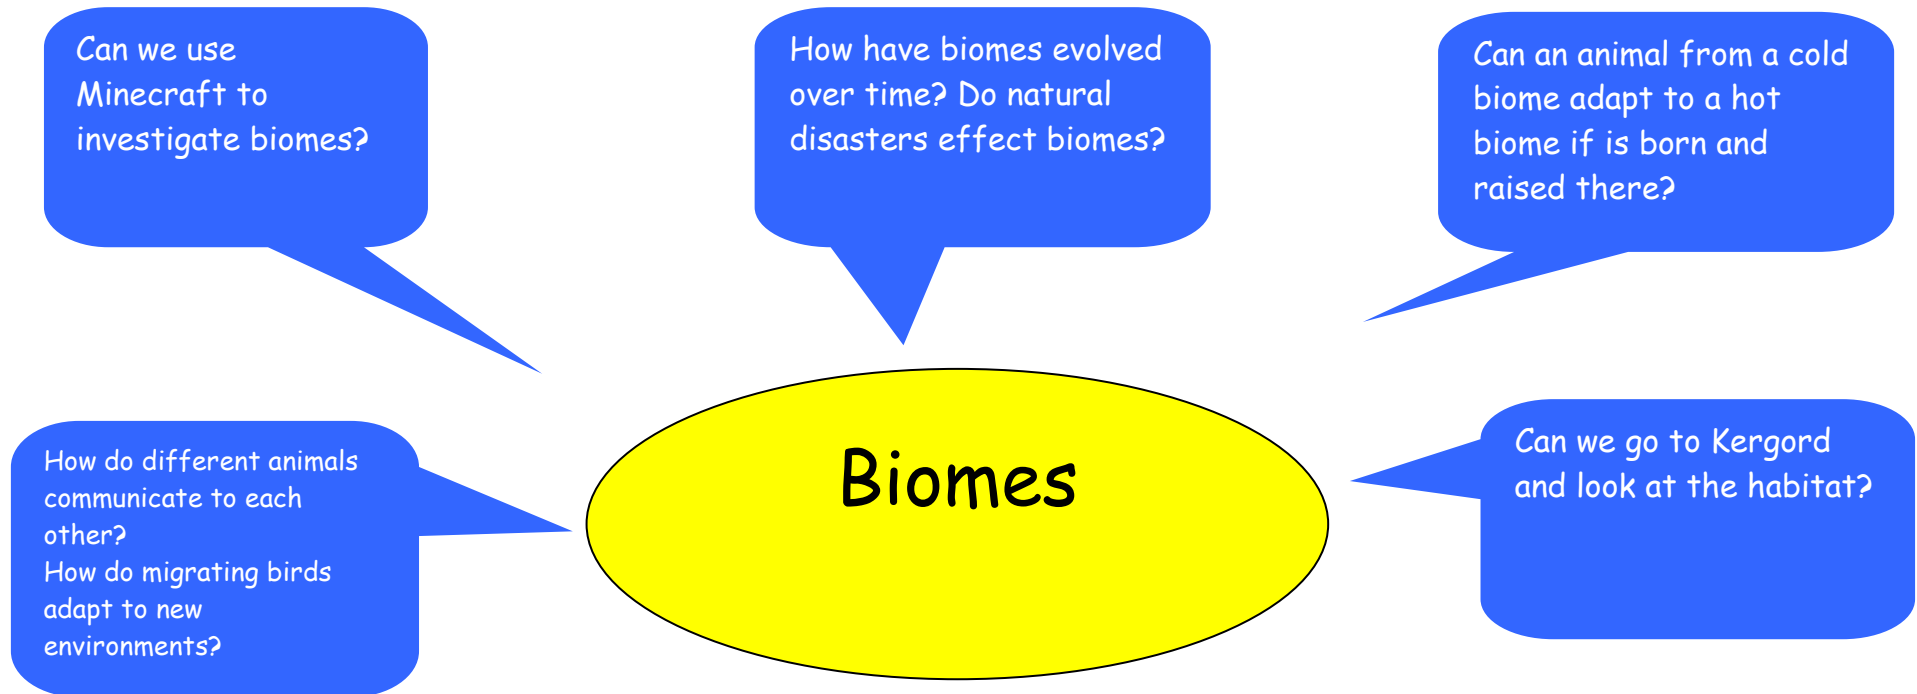 Can we use
Minecraft to
investigate biomes?
How have biomes evolved
over time? Do natural
disasters effect biomes?
Can an animal from a cold
biome adapt to a hot
biome if is born and
raised there?
How do different animals
communicate to each
other?
How do migrating birds
adapt to new
environments?
Biomes
Can we go to Kergord
and look at the habitat?